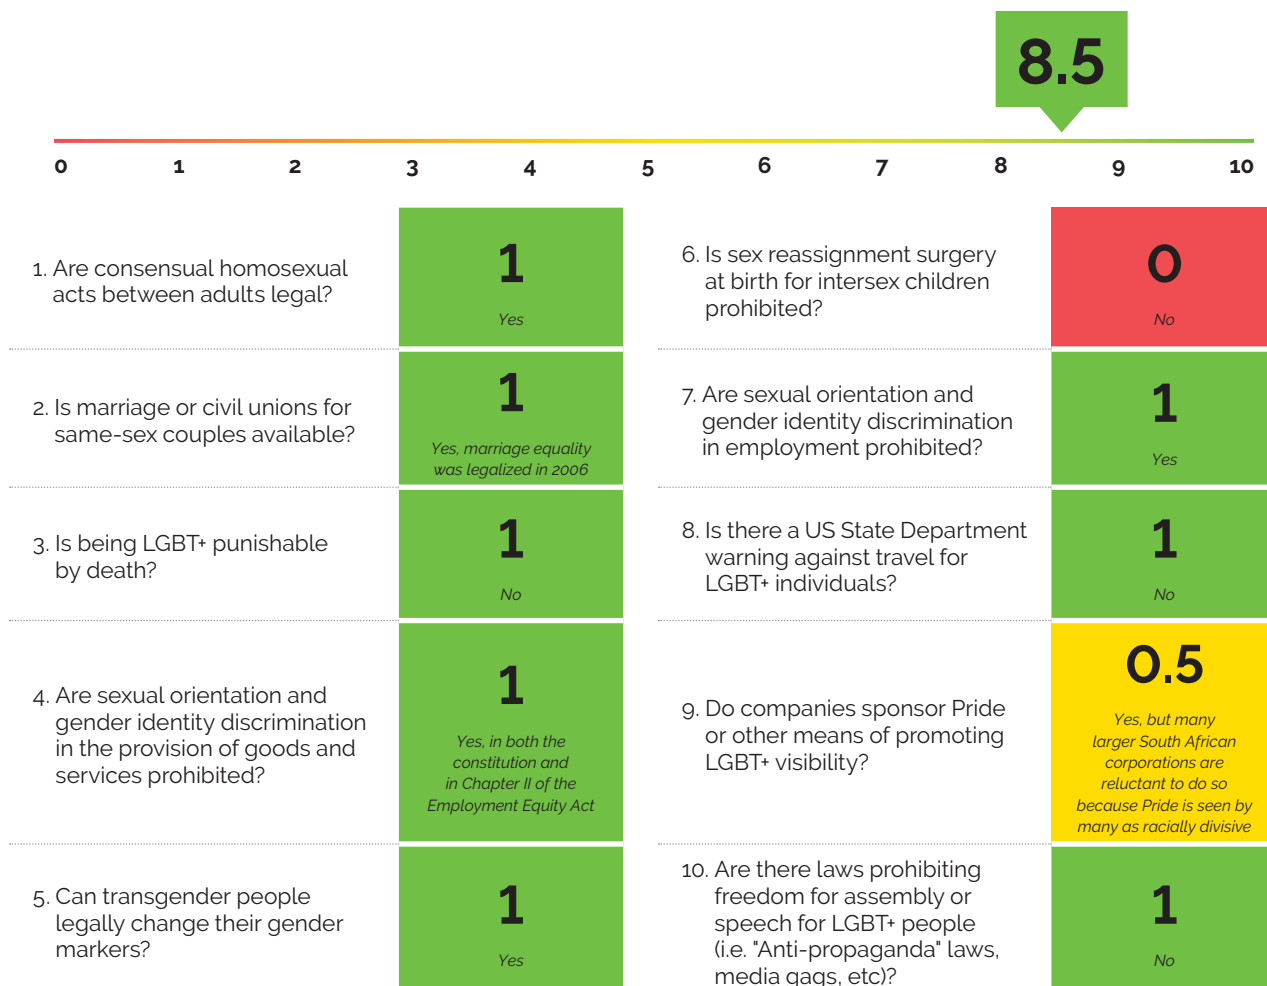 8.5
0 1 2 3 4 5 6 7 8 9 10
1. Are consensual homosexual
acts between adults legal?
1
Yes
2. Is marriage or civil unions for
same-sex couples available?
1
Yes, marriage equality
was legalized in 2006
3. Is being LGBT+ punishable
by death?
1
No
4. Are sexual orientation and
gender identity discrimination
in the provision of goods and
services prohibited?
1
Yes, in both the
constitution and
in Chapter II of the
Employment Equity Act
5. Can transgender people
legally change their gender
markers?
1
Yes
6. Is sex reassignment surgery
at birth for intersex children
prohibited?
0
No
7. Are sexual orientation and
gender identity discrimination
in employment prohibited?
1
Yes
8. Is there a US State Department
warning against travel for
LGBT+ individuals?
1
No
9. Do companies sponsor Pride
or other means of promoting
LGBT+ visibility?
0.5
Yes, but many
larger South African
corporations are
reluctant to do so
because Pride is seen by
many as racially divisive
10. Are there laws prohibiting
freedom for assembly or
speech for LGBT+ people
(i.e. "Anti-propaganda" laws,
media gags, etc)?
1
No